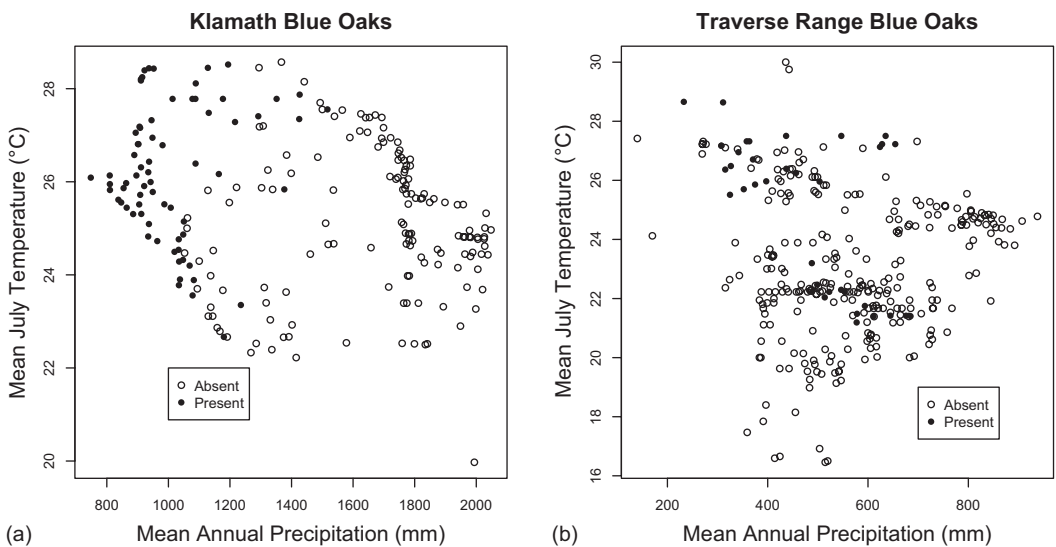 Klamath Blue Oaks
Mean July Temperature (°C)
28
26
24
22
20
Absent
Present
800 1000 1200 1400 1600 1800 2000
(a) Mean Annual Precipitation (mm)
Traverse Range Blue Oaks
Mean July Temperature (°C)
30
28
26
24
22
20
18
16
Absent
Present
200 400 600 800
(b) Mean Annual Precipitation (mm)